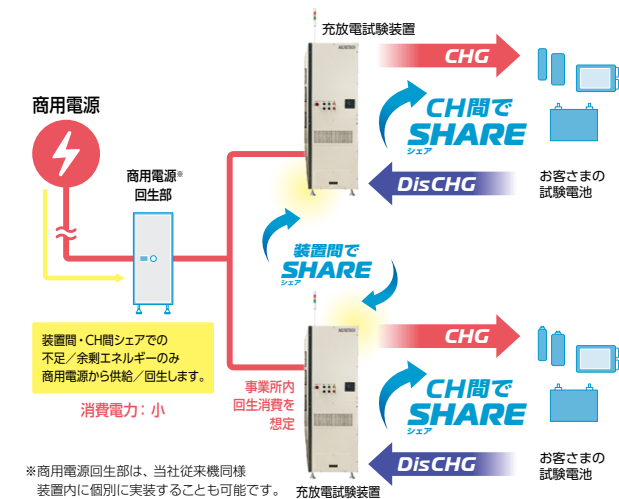 充放電試験装置
CHG
CH間で
SHARE
シェア
DisCHG
お客さまの
試験電池
商用電源
商用電源※
回生部
装置間で
SHARE
シェア
装置間・CH間シェアでの
不足／余剰エネルギーのみ
商用電源から供給／回生します。
消費電力：小
事業所内
回生消費を
想定
CHG
CH間で
SHARE
シェア
DisCHG
お客さまの
試験電池
充放電試験装置
※商用電源回生部は、当社従来機同様
装置内に個別に実装することも可能です。